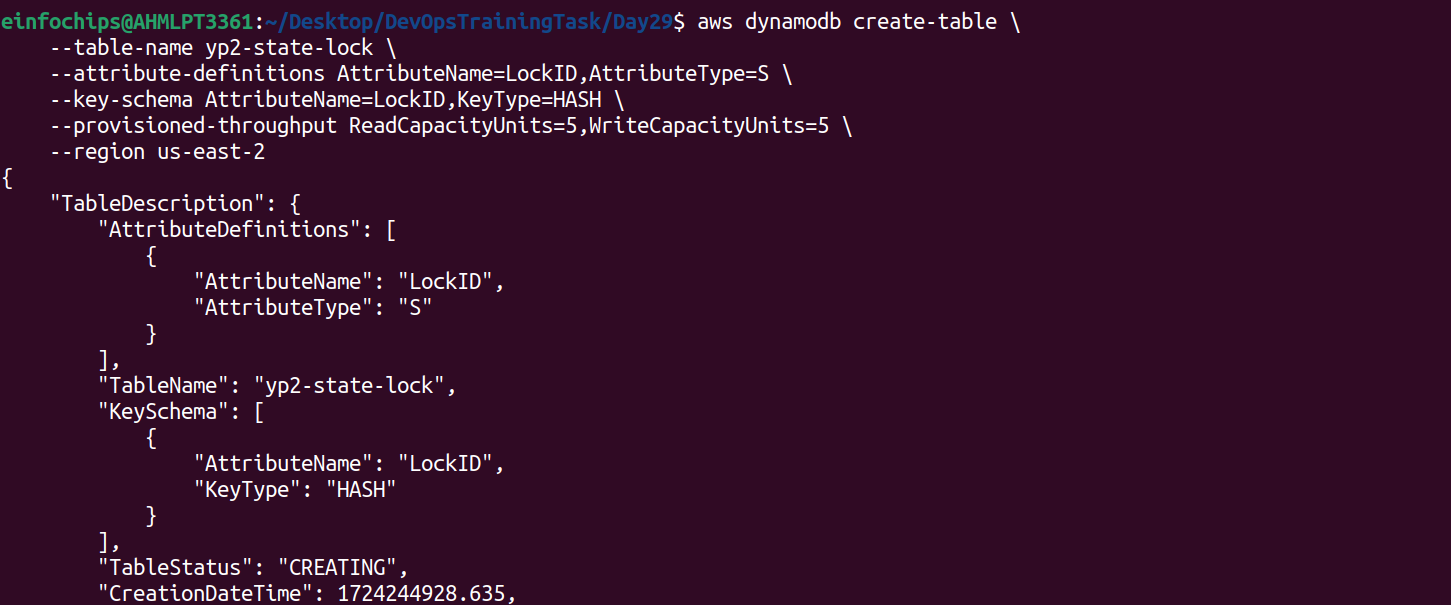 einfochips@AHMLPT3361:~/Desktop/DevOpsTrainingTask/Day29$ aws dynamodb create-table \
    --table-name yp2-state-lock \
    --attribute-definitions AttributeName=LockID,AttributeType=S \
    --key-schema AttributeName=LockID,KeyType=HASH \
    --provisioned-throughput ReadCapacityUnits=5,WriteCapacityUnits=5 \
    --region us-east-2
{
    "TableDescription": {
        "AttributeDefinitions": [
            {
                "AttributeName": "LockID",
                "AttributeType": "S"
            }
        ],
        "TableName": "yp2-state-lock",
        "KeySchema": [
            {
                "AttributeName": "LockID",
                "KeyType": "HASH"
            }
        ],
        "TableStatus": "CREATING",
        "CreationDateTime": 1724244928.635,